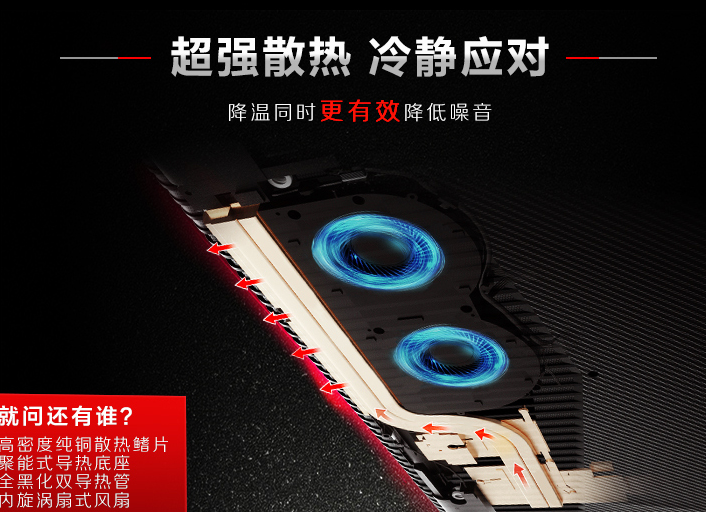 超强散热 冷静应对
降温同时更有效降低噪音
就问还有谁?
高密度纯铜散热鳍片
聚能式导热底座
全黑化双导热管
内旋涡扇式风扇